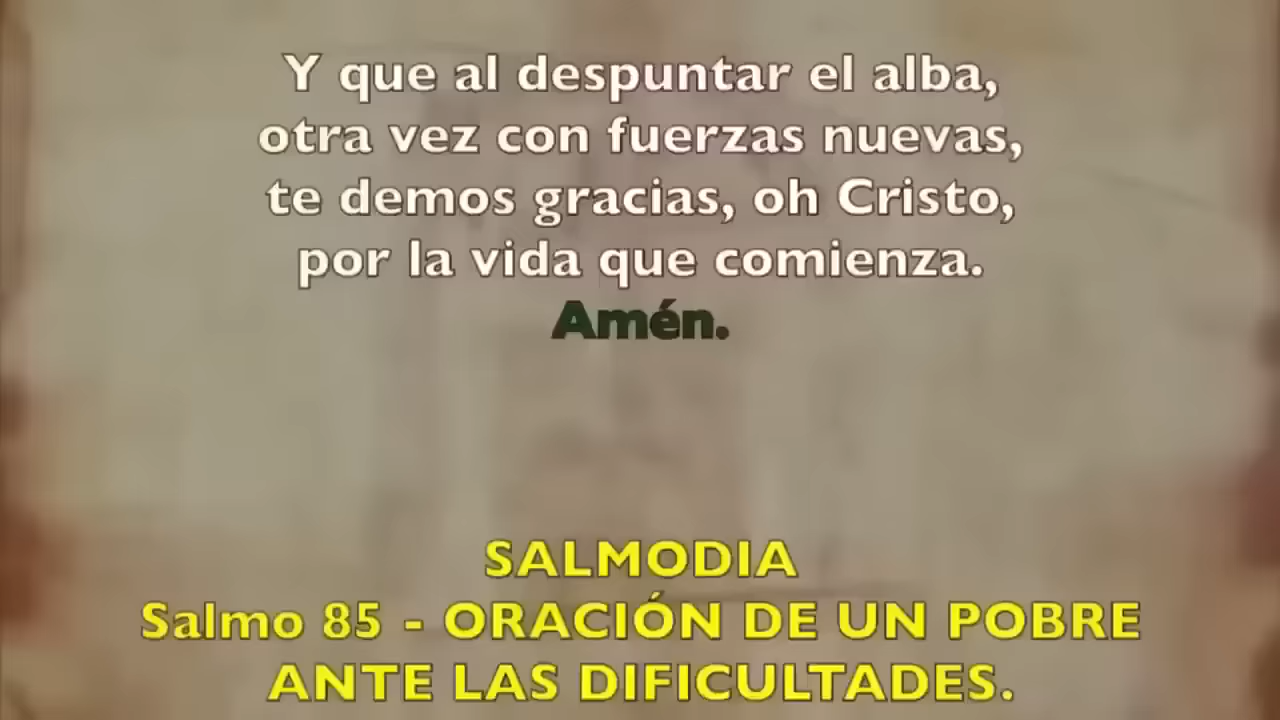 Y que al despuntar el alba,
otra vez con fuerzas nuevas,
te demos gracias, oh Cristo,
por la vida que comienza.
Amén.
SALMODIA
Salmo 85 - ORACIÓN DE UN POBRE
ANTE LAS DIFICULTADES.